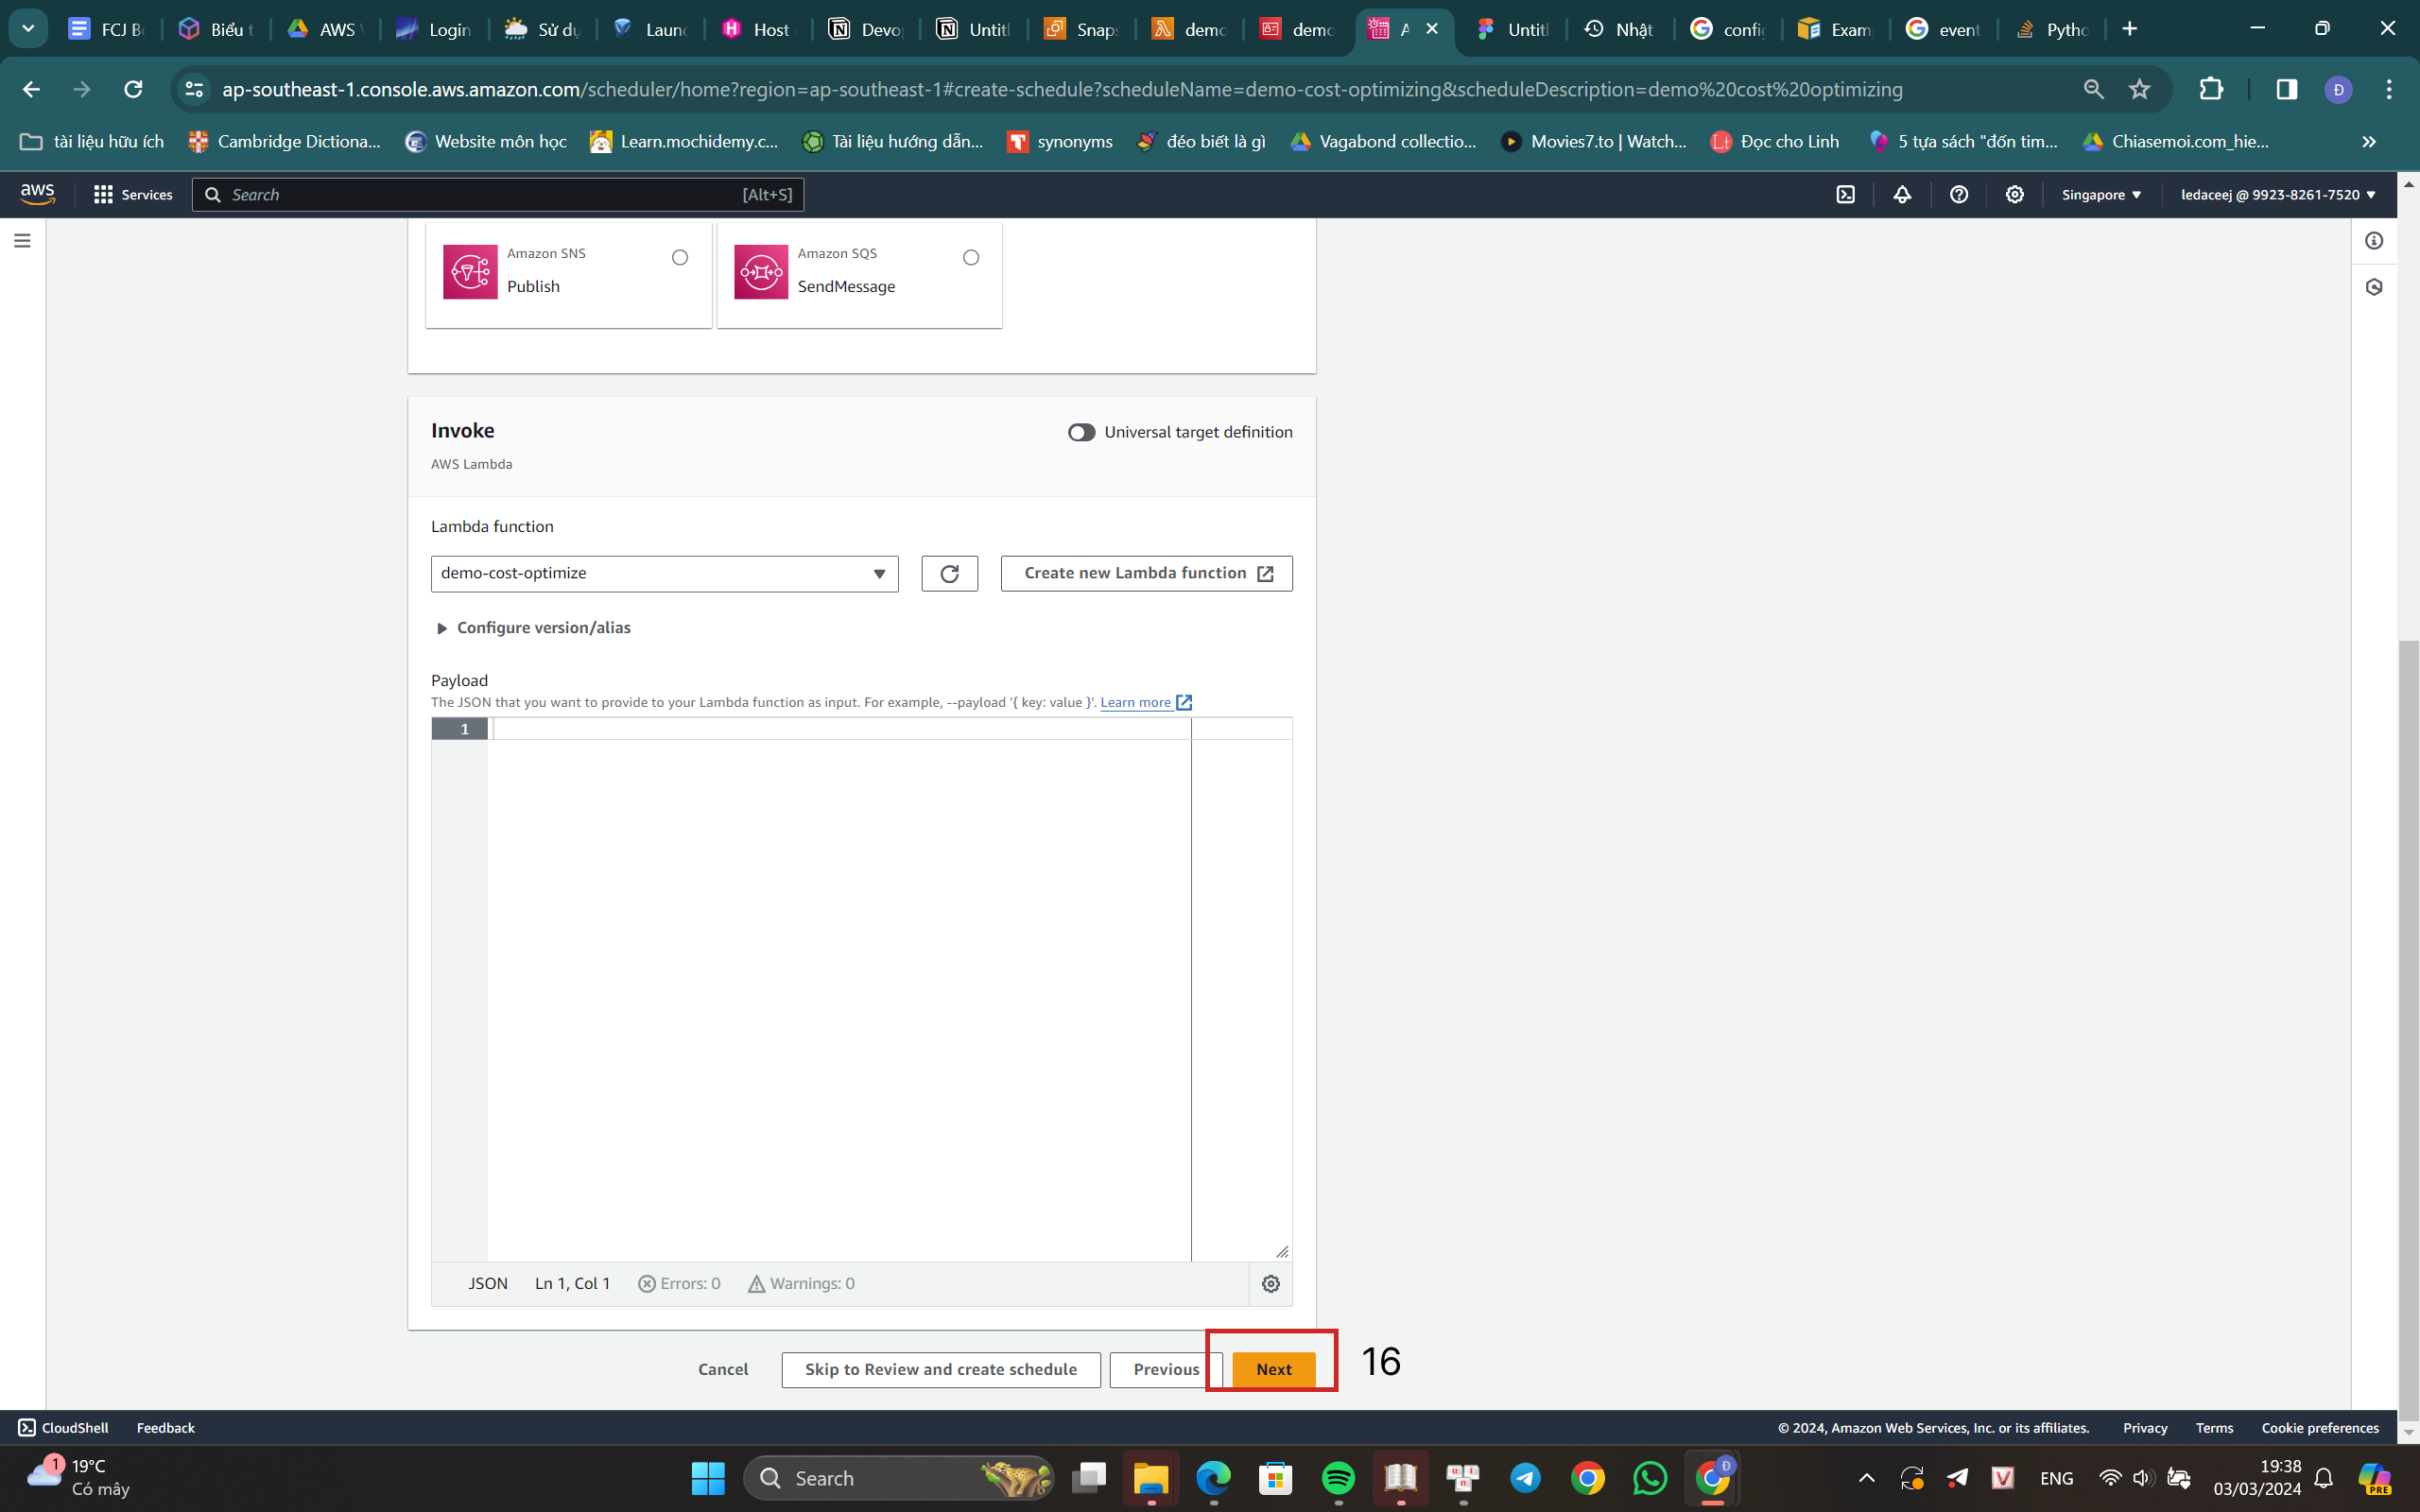 FCJ B
Biểu t
AWS
Login
Sử dụ
Launc
Host
Devo
Untitl
Snaps
demo
demo
A
Untitl
Nhật
confi
Exam
event
Pytho
ap-southeast-1.console.aws.amazon.com/scheduler/home?region=ap-southeast-1#create-schedule?scheduleName=demo-cost-optimizing&scheduleDescription=demo%20cost%20optimizing
Đ
tài liệu hữu ích
Cambridge Dictiona...
Website môn học
Learn.mochidemy.c...
Tài liệu hướng dẫn...
synonyms
đéo biết là gì
Vagabond collectio...
Movies7.to | Watch...
Đọc cho Linh
5 tựa sách "đốn tim...
Chiasemoi.com_hie...
aws
Services
Search
[Alt+S]
Singapore
ledaceej @ 9923-8261-7520
Amazon SNS
Publish
Amazon SQS
SendMessage
Invoke
Universal target definition
AWS Lambda
Lambda function
demo-cost-optimize
Create new Lambda function
Configure version/alias
Payload
The JSON that you want to provide to your Lambda function as input. For example, --payload '{ key: value }'. Learn more
1
JSON Ln 1, Col 1 Errors: 0 Warnings: 0
Cancel
Skip to Review and create schedule
Previous
Next
16
CloudShell
Feedback
© 2024, Amazon Web Services, Inc. or its affiliates.
Privacy
Terms
Cookie preferences
1
19°C
Có mây
Search
Đ
ENG
19:38
03/03/2024
PRE